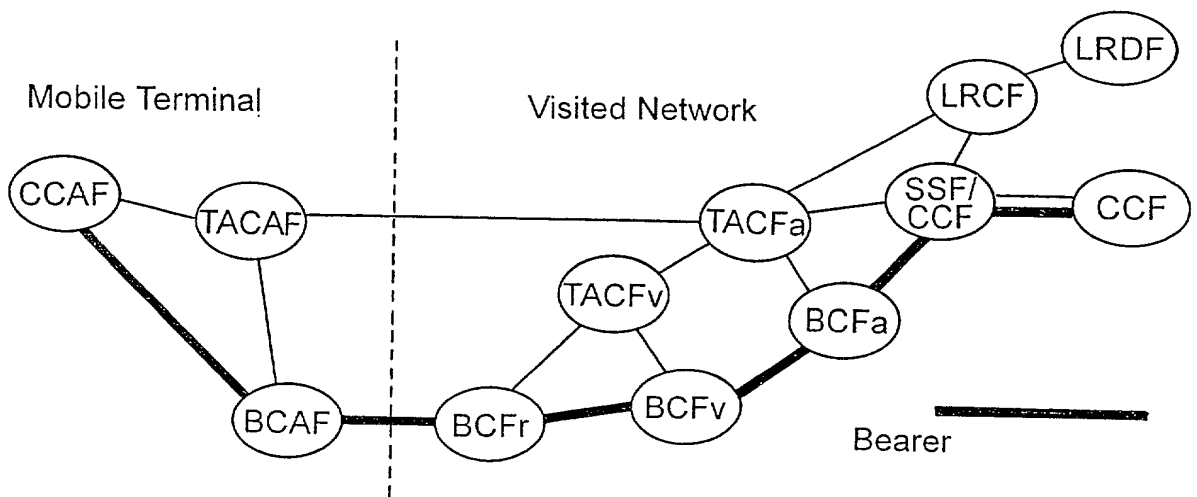 LRDF
Mobile Terminal
Visited Network
LRCF
CCAF
TACAF
TACFa
SSF/
CCF
CCF
TACFv
BCFa
BCAF
BCFr
BCFv
Bearer